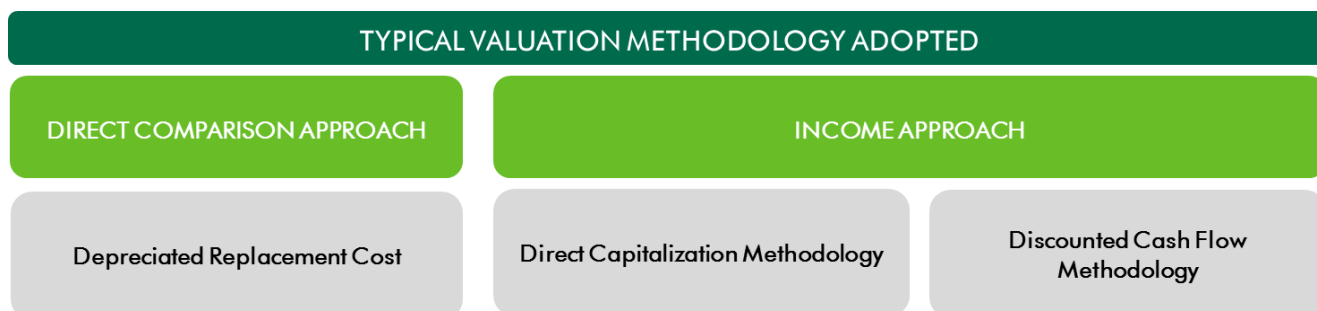 TYPICAL VALUATION METHODOLOGY ADOPTED
DIRECT COMPARISON APPROACH
INCOME APPROACH
Depreciated Replacement Cost
Direct Capitalization Methodology
Discounted Cash Flow
Methodology